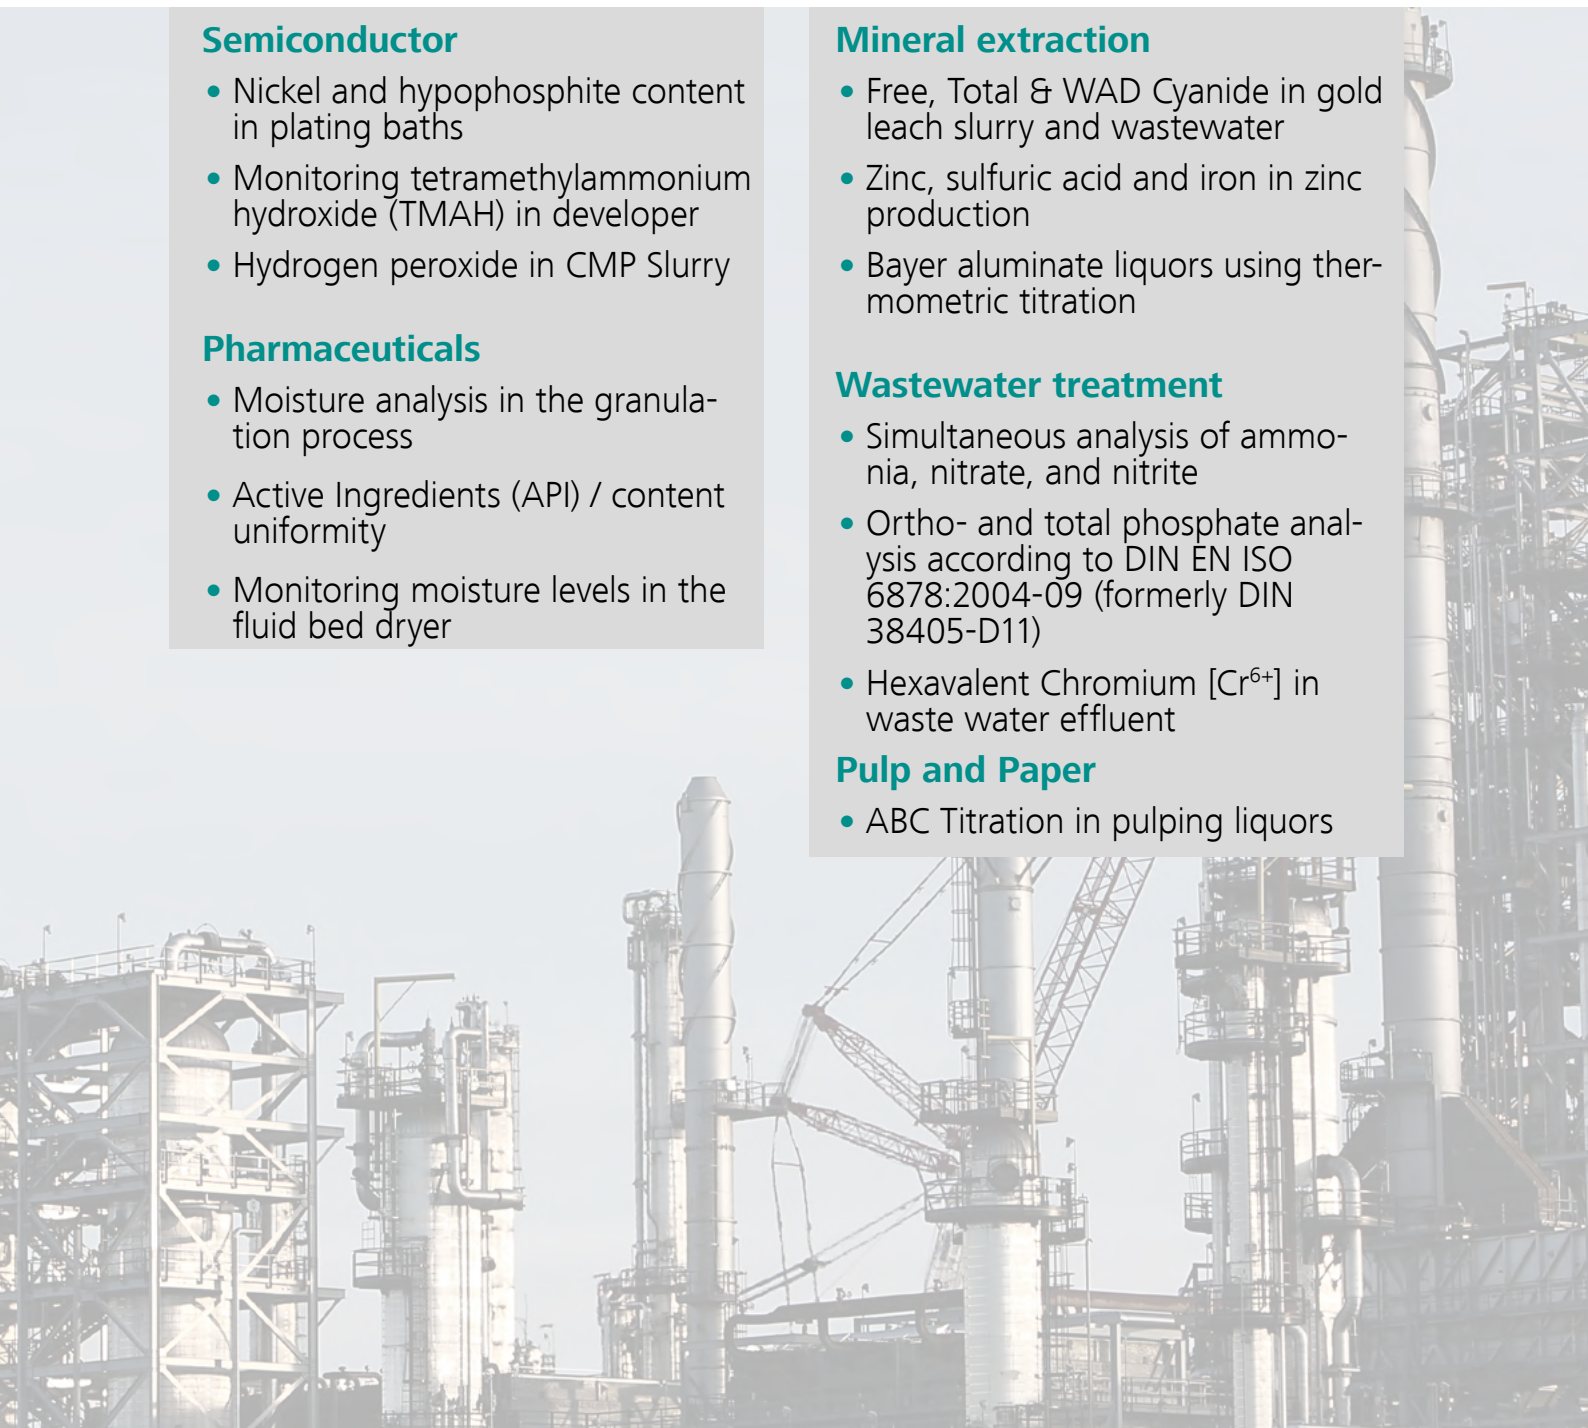 Semiconductor
• Nickel and hypophosphite content
in plating baths
• Monitoring tetramethylammonium
hydroxide (TMAH) in developer
• Hydrogen peroxide in CMP Slurry
Pharmaceuticals
• Moisture analysis in the granula-
tion process
• Active Ingredients (API) / content
uniformity
• Monitoring moisture levels in the
fluid bed dryer
Mineral extraction
• Free, Total & WAD Cyanide in gold
leach slurry and wastewater
• Zinc, sulfuric acid and iron in zinc
production
• Bayer aluminate liquors using ther-
mometric titration
Wastewater treatment
• Simultaneous analysis of ammo-
nia, nitrate, and nitrite
• Ortho- and total phosphate anal-
ysis according to DIN EN ISO
6878:2004-09 (formerly DIN
38405-D11)
• Hexavalent Chromium [Cr⁶⁺] in
waste water effluent
Pulp and Paper
• ABC Titration in pulping liquors